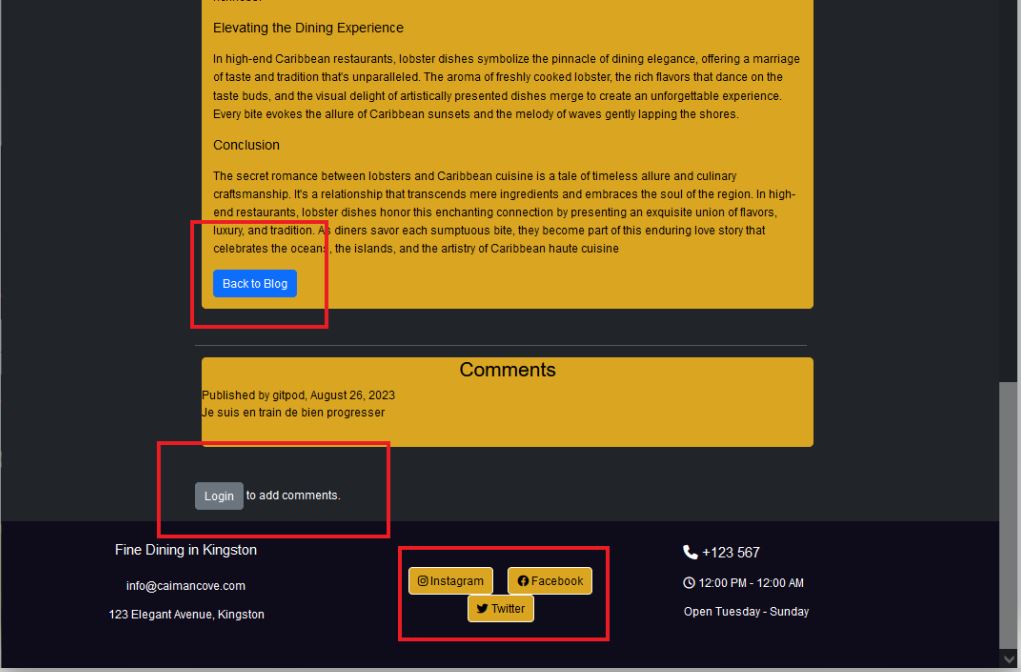 Elevating the Dining Experience
In high-end Caribbean restaurants, lobster dishes symbolize the pinnacle of dining elegance, offering a marriage
of taste and tradition that's unparalleled. The aroma of freshly cooked lobster, the rich flavors that dance on the
taste buds, and the visual delight of artistically presented dishes merge to create an unforgettable experience.
Every bite evokes the allure of Caribbean sunsets and the melody of waves gently lapping the shores.
Conclusion
The secret romance between lobsters and Caribbean cuisine is a tale of timeless allure and culinary
craftsmanship. It's a relationship that transcends mere ingredients and embraces the soul of the region. In high-
end restaurants, lobster dishes honor this enchanting connection by presenting an exquisite union of flavors,
luxury, and tradition. As diners savor each sumptuous bite, they become part of this enduring love story that
celebrates the oceans, the islands, and the artistry of Caribbean haute cuisine
Back to Blog
Comments
Published by gitpod, August 26, 2023
Je suis en train de bien progresser
Login to add comments.
Fine Dining in Kingston
info@caimancove.com
123 Elegant Avenue, Kingston
Instagram
Facebook
Twitter
+123 567
12:00 PM - 12:00 AM
Open Tuesday - Sunday